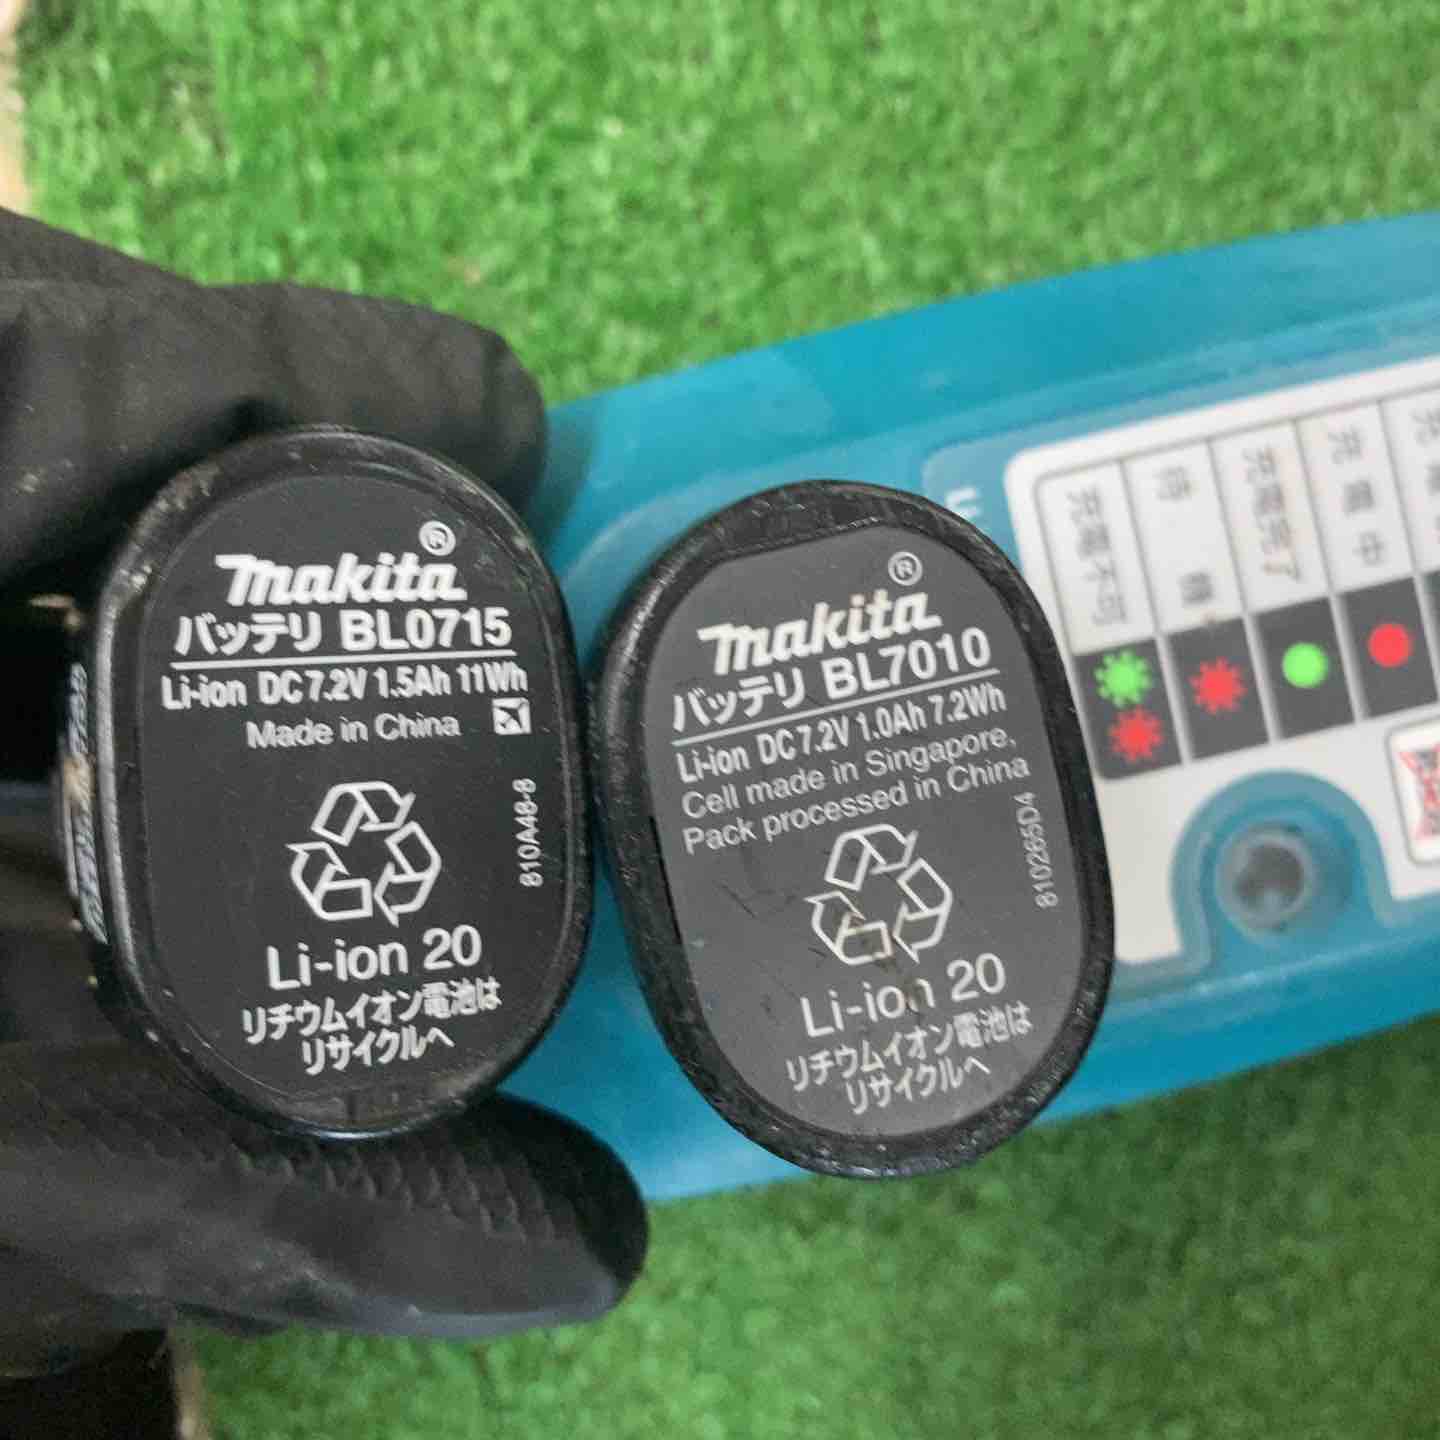 makita®
バッテリ BL0715
Li-ion DC7.2V 1.5Ah 11Wh
Made in China
810A48-8
Li-ion 20
リチウムイオン電池は
リサイクルへ
makita®
バッテリ BL7010
Li-ion DC7.2V 1.0Ah 7.2Wh
Cell made in Singapore,
Pack processed in China
810265D4
Li-ion 20
リチウムイオン電池は
リサイクルへ
充電不可
待機
充電完了
充電中